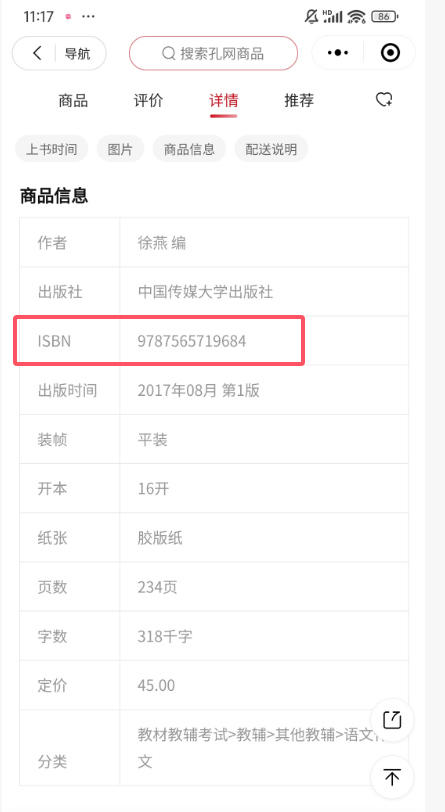 11:17
HD
86
导航
搜索孔网商品
商品 评价 详情 推荐
上书时间 图片 商品信息 配送说明
商品信息
作者 徐燕 编
出版社 中国传媒大学出版社
ISBN 9787565719684
出版时间 2017年08月 第1版
装帧 平装
开本 16开
纸张 胶版纸
页数 234页
字数 318千字
定价 45.00
教材教辅考试>教辅>其他教辅>语文
分类 文